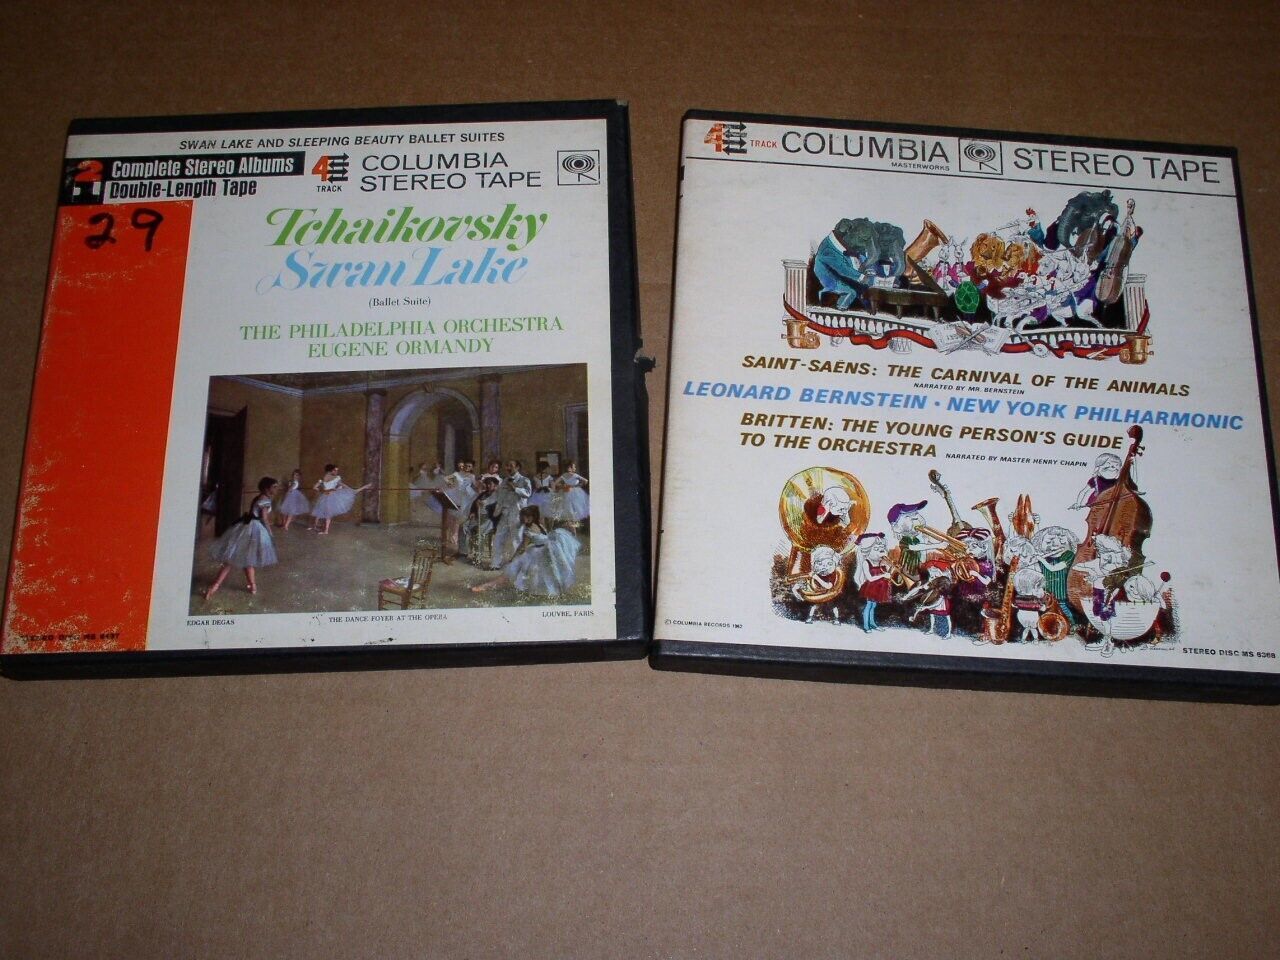 SWAN LAKE AND SLEEPING BEAUTY BALLET SUITES
2 Complete Stereo Albums
1 Double-Length Tape
4 TRACK
COLUMBIA
STEREO TAPE
29
Tchaikovsky
Swan Lake
(Ballet Suite)
THE PHILADELPHIA ORCHESTRA
EUGENE ORMANDY
EDGAR DEGAS THE DANCE FOYER AT THE OPERA LOUVRE, PARIS
STEREO DISC MS
4 TRACK COLUMBIA STEREO TAPE
MASTERWORKS
SAINT-SAËNS: THE CARNIVAL OF THE ANIMALS
NARRATED BY MR. BERNSTEIN
LEONARD BERNSTEIN • NEW YORK PHILHARMONIC
BRITTEN: THE YOUNG PERSON'S GUIDE
TO THE ORCHESTRA NARRATED BY MASTER HENRY CHAPIN
© COLUMBIA RECORDS 1962 STEREO DISC MS 6368